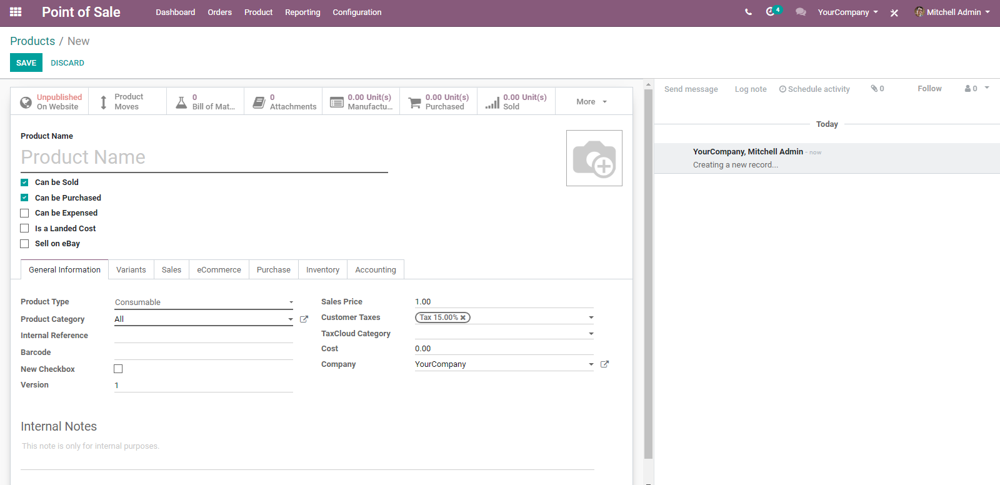 Point of Sale Dashboard Orders Product Reporting Configuration 4 YourCompany Mitchell Admin
Products / New
SAVE DISCARD
Send message Log note Schedule activity 0 Follow 0
Unpublished
On Website
Product
Moves
0
Bill of Mat...
0
Attachments
0.00 Unit(s)
Manufactu...
0.00 Unit(s)
Purchased
0.00 Unit(s)
Sold
More
Today
YourCompany, Mitchell Admin - now
Creating a new record...
Product Name
Product Name
Can be Sold
Can be Purchased
Can be Expensed
Is a Landed Cost
Sell on eBay
General Information Variants Sales eCommerce Purchase Inventory Accounting
Product Type Consumable
Product Category All
Internal Reference
Barcode
New Checkbox
Version 1
Sales Price 1.00
Customer Taxes Tax 15.00%
TaxCloud Category
Cost 0.00
Company YourCompany
Internal Notes
This note is only for internal purposes.